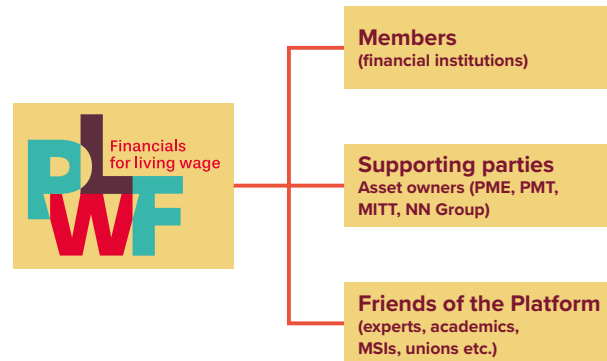 PLWF
Financials
for living wage
Members
(financial institutions)
Supporting parties
Asset owners (PME, PMT,
MITT, NN Group)
Friends of the Platform
(experts, academics,
MSIs, unions etc.)